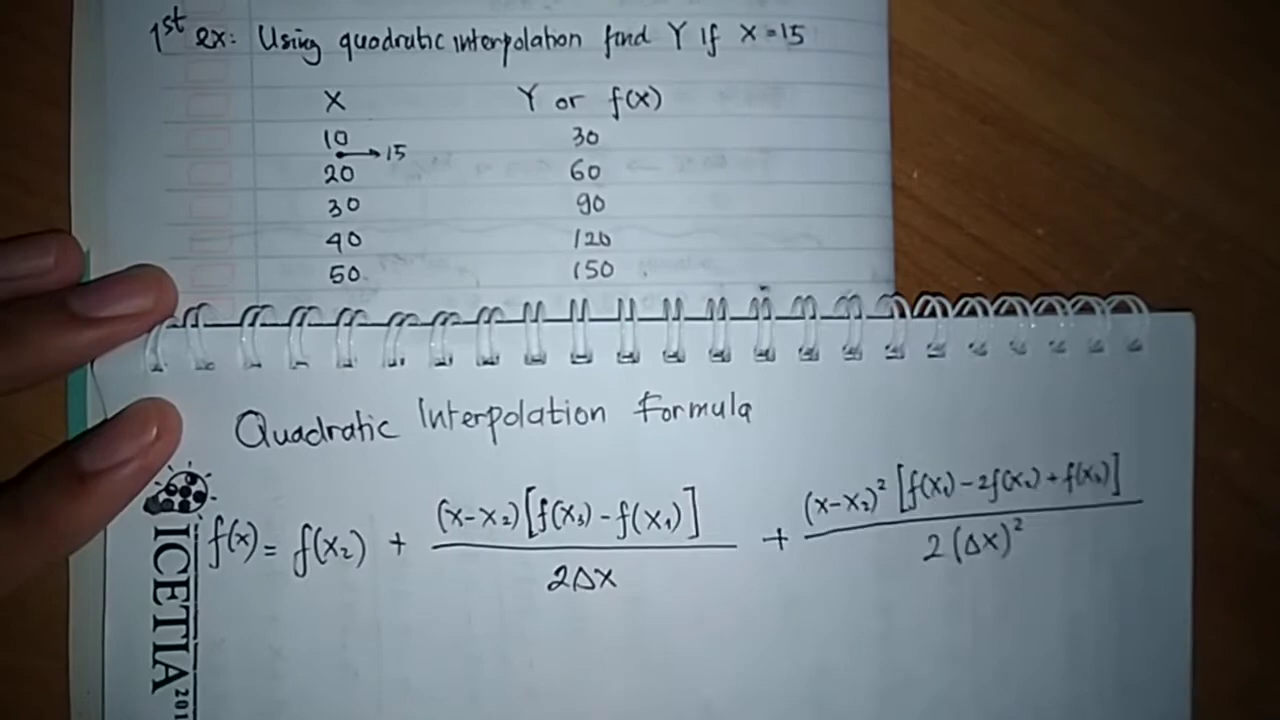 1st ex: Using quadratic interpolation find Y if X = 15
X Y or f(x)
10 30
15
20 60
30 90
40 120
50 150
Quadratic Interpolation Formula
f(x) = f(x₂) + (x-x₂)[f(x₃) - f(x₁)] / 2Δx + (x-x₂)² [f(x₁) - 2f(x₂) + f(x₃)] / 2(Δx)²
ICETIA 201